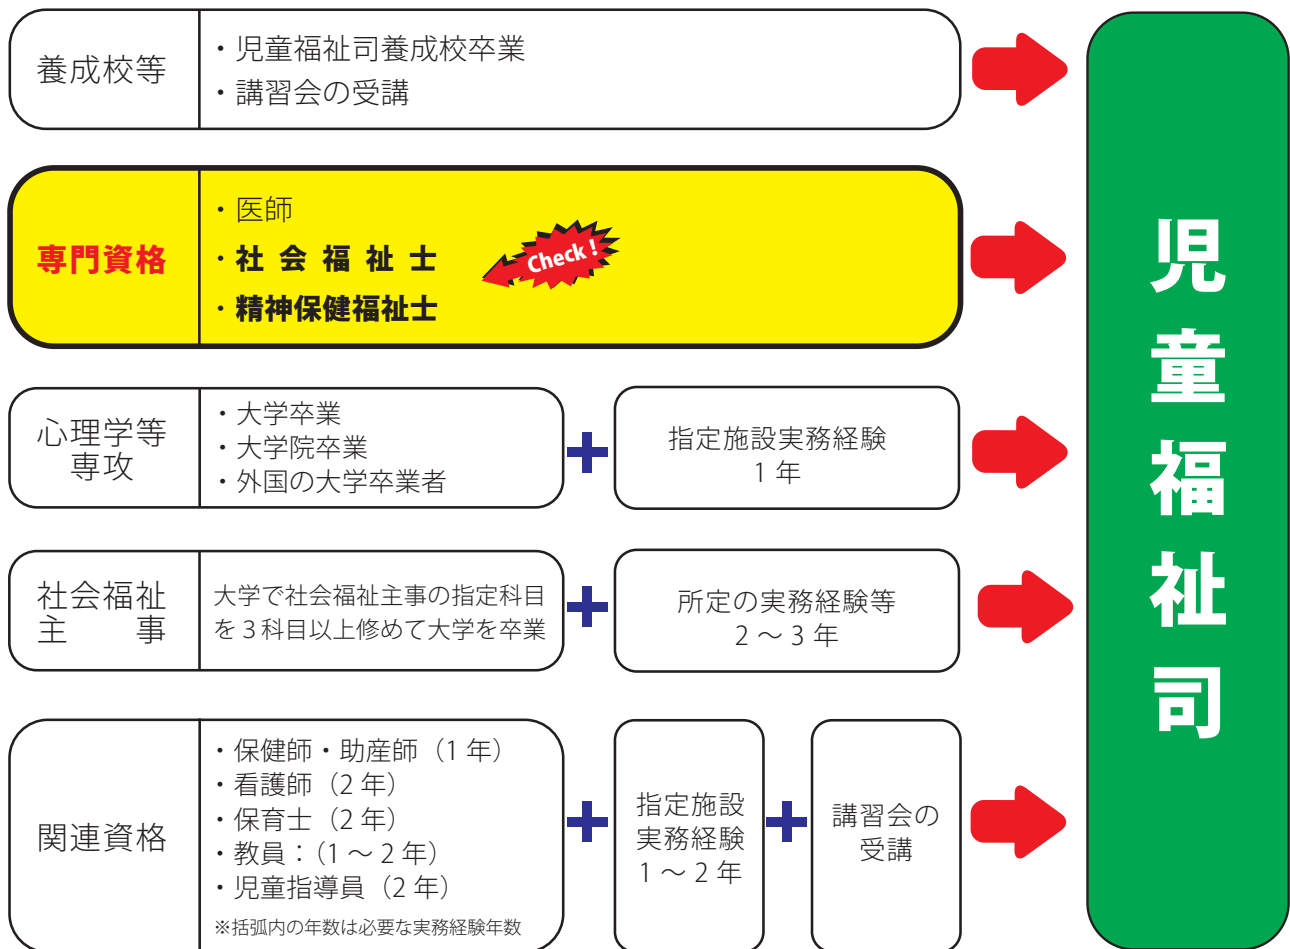 養成校等
・児童福祉司養成校卒業
・講習会の受講
専門資格
・医師
・社会福祉士
・精神保健福祉士
Check !
心理学等
専攻
・大学卒業
・大学院卒業
・外国の大学卒業者
指定施設実務経験
1 年
社会福祉
主事
大学で社会福祉主事の指定科目
を３科目以上修めて大学を卒業
所定の実務経験等
2 ～ 3 年
関連資格
・保健師・助産師（1 年）
・看護師（2 年）
・保育士（2 年）
・教員：（1 ～ 2 年）
・児童指導員（2 年）
※括弧内の年数は必要な実務経験年数
指定施設
実務経験
1 ～ 2 年
講習会の
受講
児童福祉司